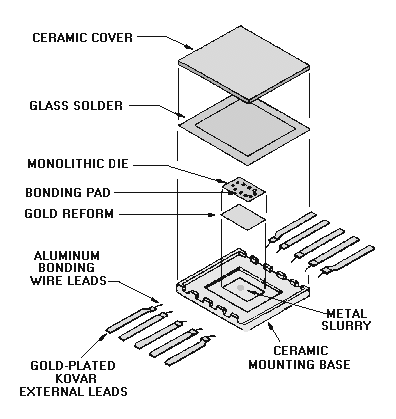 CERAMIC COVER
GLASS SOLDER
MONOLITHIC DIE
BONDING PAD
GOLD REFORM
ALUMINUM
BONDING
WIRE LEADS
METAL
SLURRY
CERAMIC
MOUNTING BASE
GOLD-PLATED
KOVAR
EXTERNAL LEADS